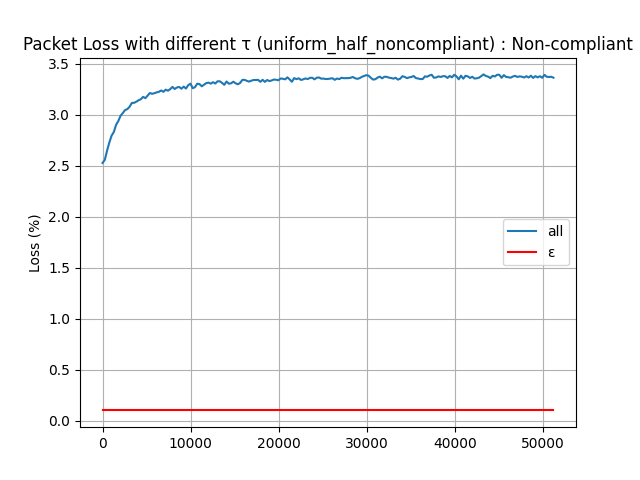 Packet Loss with different τ (uniform_half_noncompliant) : Non-compliant
3.5
3.0
2.5
2.0
1.5
1.0
0.5
0.0
Loss (%)
all
ε
0 10000 20000 30000 40000 50000